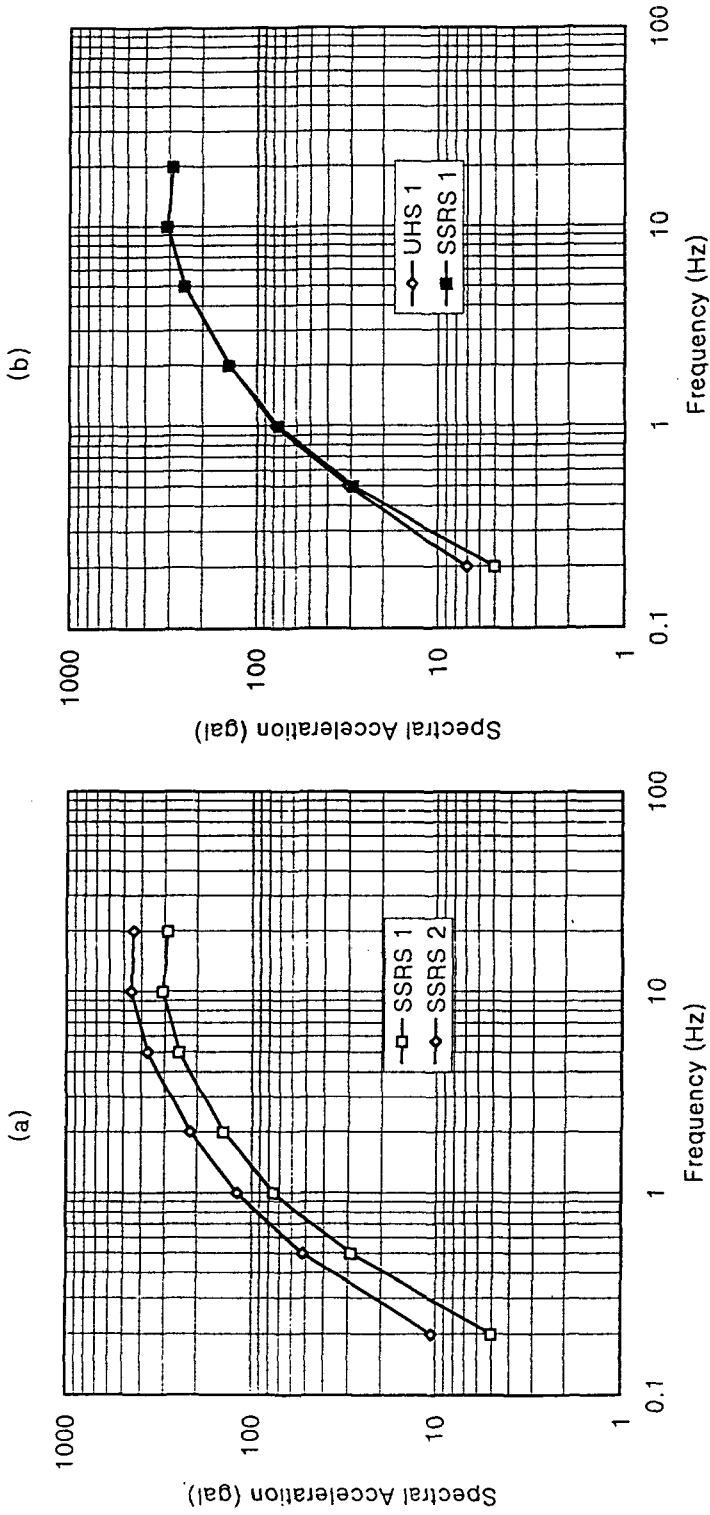 (a)
Spectral Acceleration (gal)
1000
100
10
1
SSRS 1
SSRS 2
0.1
1
10
100
Frequency (Hz)
(b)
Spectral Acceleration (gal)
1000
100
10
1
UHS 1
SSRS 1
0.1
1
10
100
Frequency (Hz)